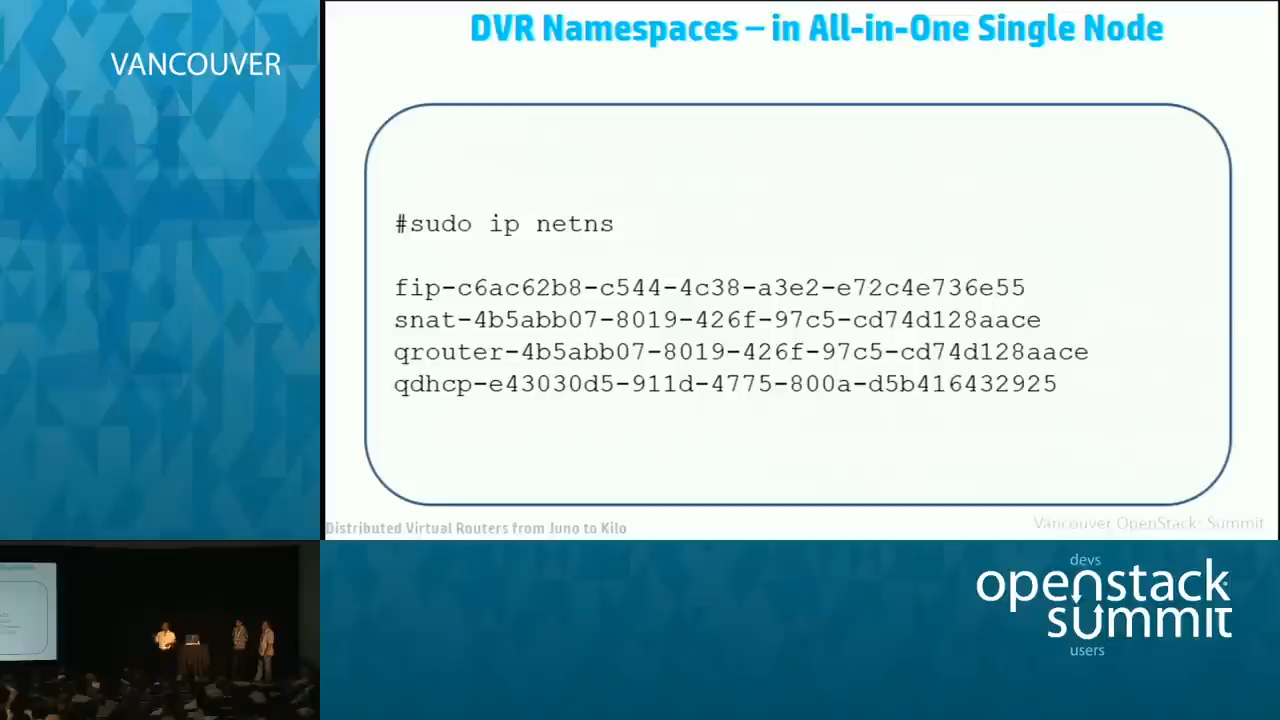 VANCOUVER
DVR Namespaces – in All-in-One Single Node
#sudo ip netns
fip-c6ac62b8-c544-4c38-a3e2-e72c4e736e55
snat-4b5abb07-8019-426f-97c5-cd74d128aace
qrouter-4b5abb07-8019-426f-97c5-cd74d128aace
qdhcp-e43030d5-911d-4775-800a-d5b416432925
Distributed Virtual Routers from Juno to Kilo
Vancouver OpenStack Summit
devs
openstack
summit
users